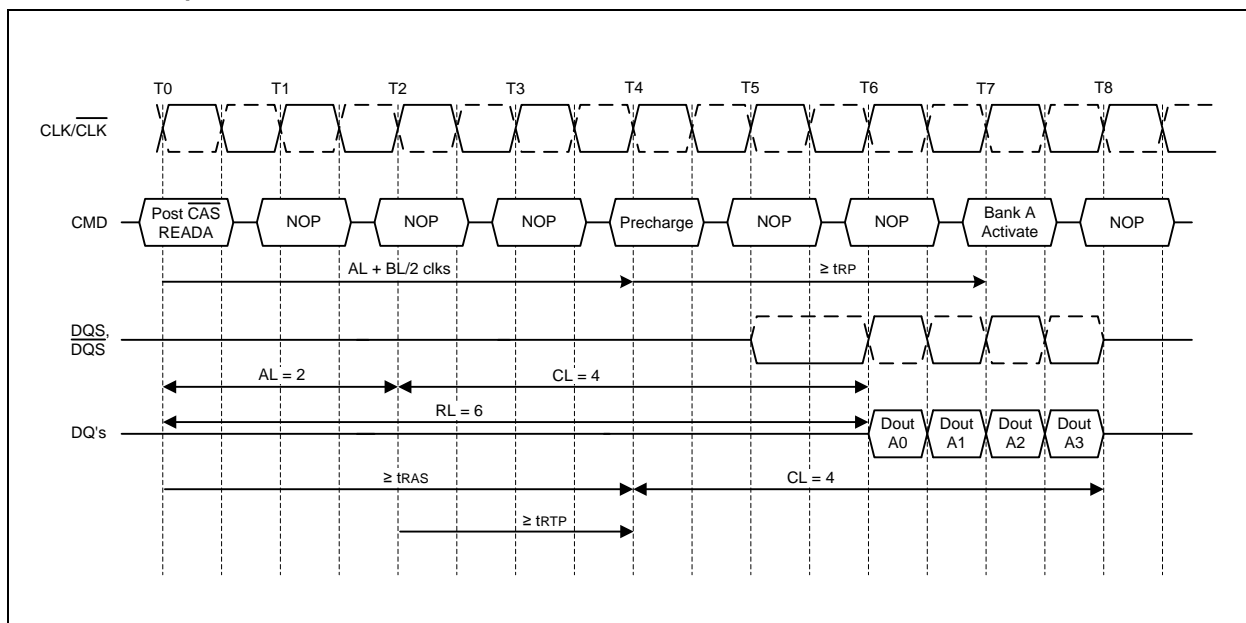 T0 T1 T2 T3 T4 T5 T6 T7 T8
CLK/CLK
CMD
Post CAS
READA
NOP
NOP
NOP
Precharge
NOP
NOP
Bank A
Activate
NOP
AL + BL/2 clks
≥ tRP
DQS,
DQS
AL = 2
CL = 4
RL = 6
DQ's
Dout
A0
Dout
A1
Dout
A2
Dout
A3
≥ tRAS
CL = 4
≥ tRTP